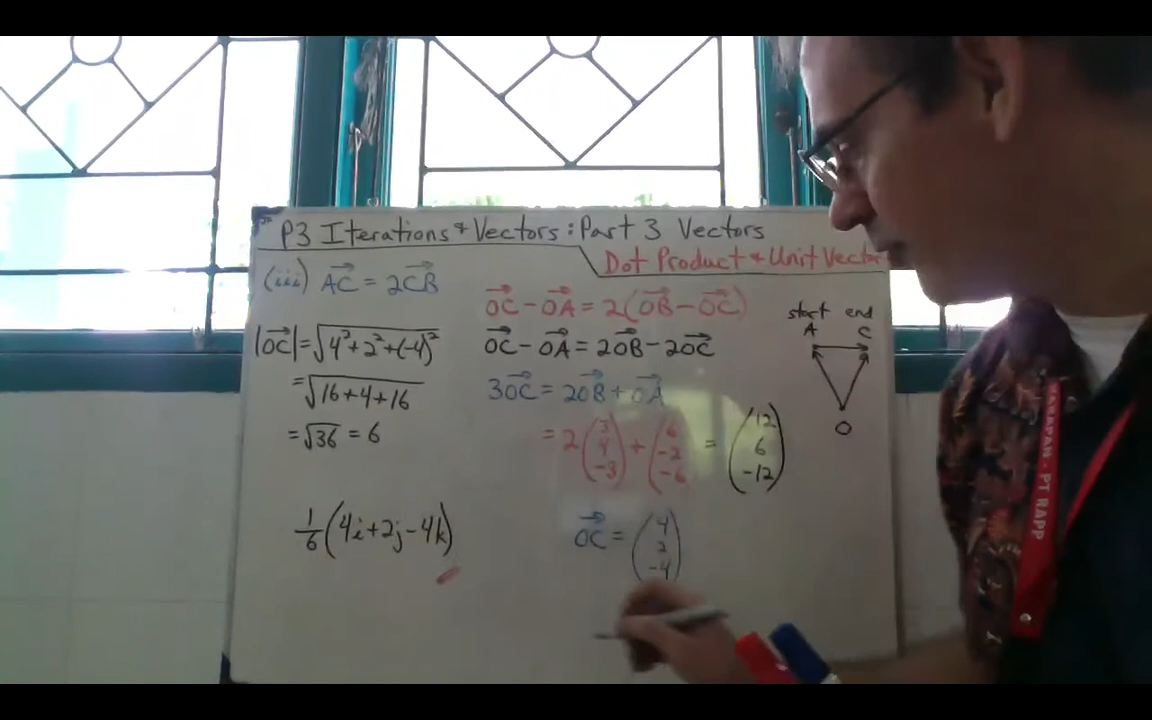 P3 Iterations & Vectors: Part 3 Vectors
Dot Product & Unit Vector
(iii) AC = 2CB
|OC| = √4² + 2² + (-4)²
= √16 + 4 + 16
= √36 = 6
1/6 (4i + 2j - 4k)
OC - OA = 2(OB - OC)
OC - OA = 2OB - 2OC
3OC = 2OB + OA
= 2(3 4 -3) + (6 -2 -6) = (12 6 -12)
OC = (4 2 -4)
start end
A C
O
HARAPAN - PT RAPP